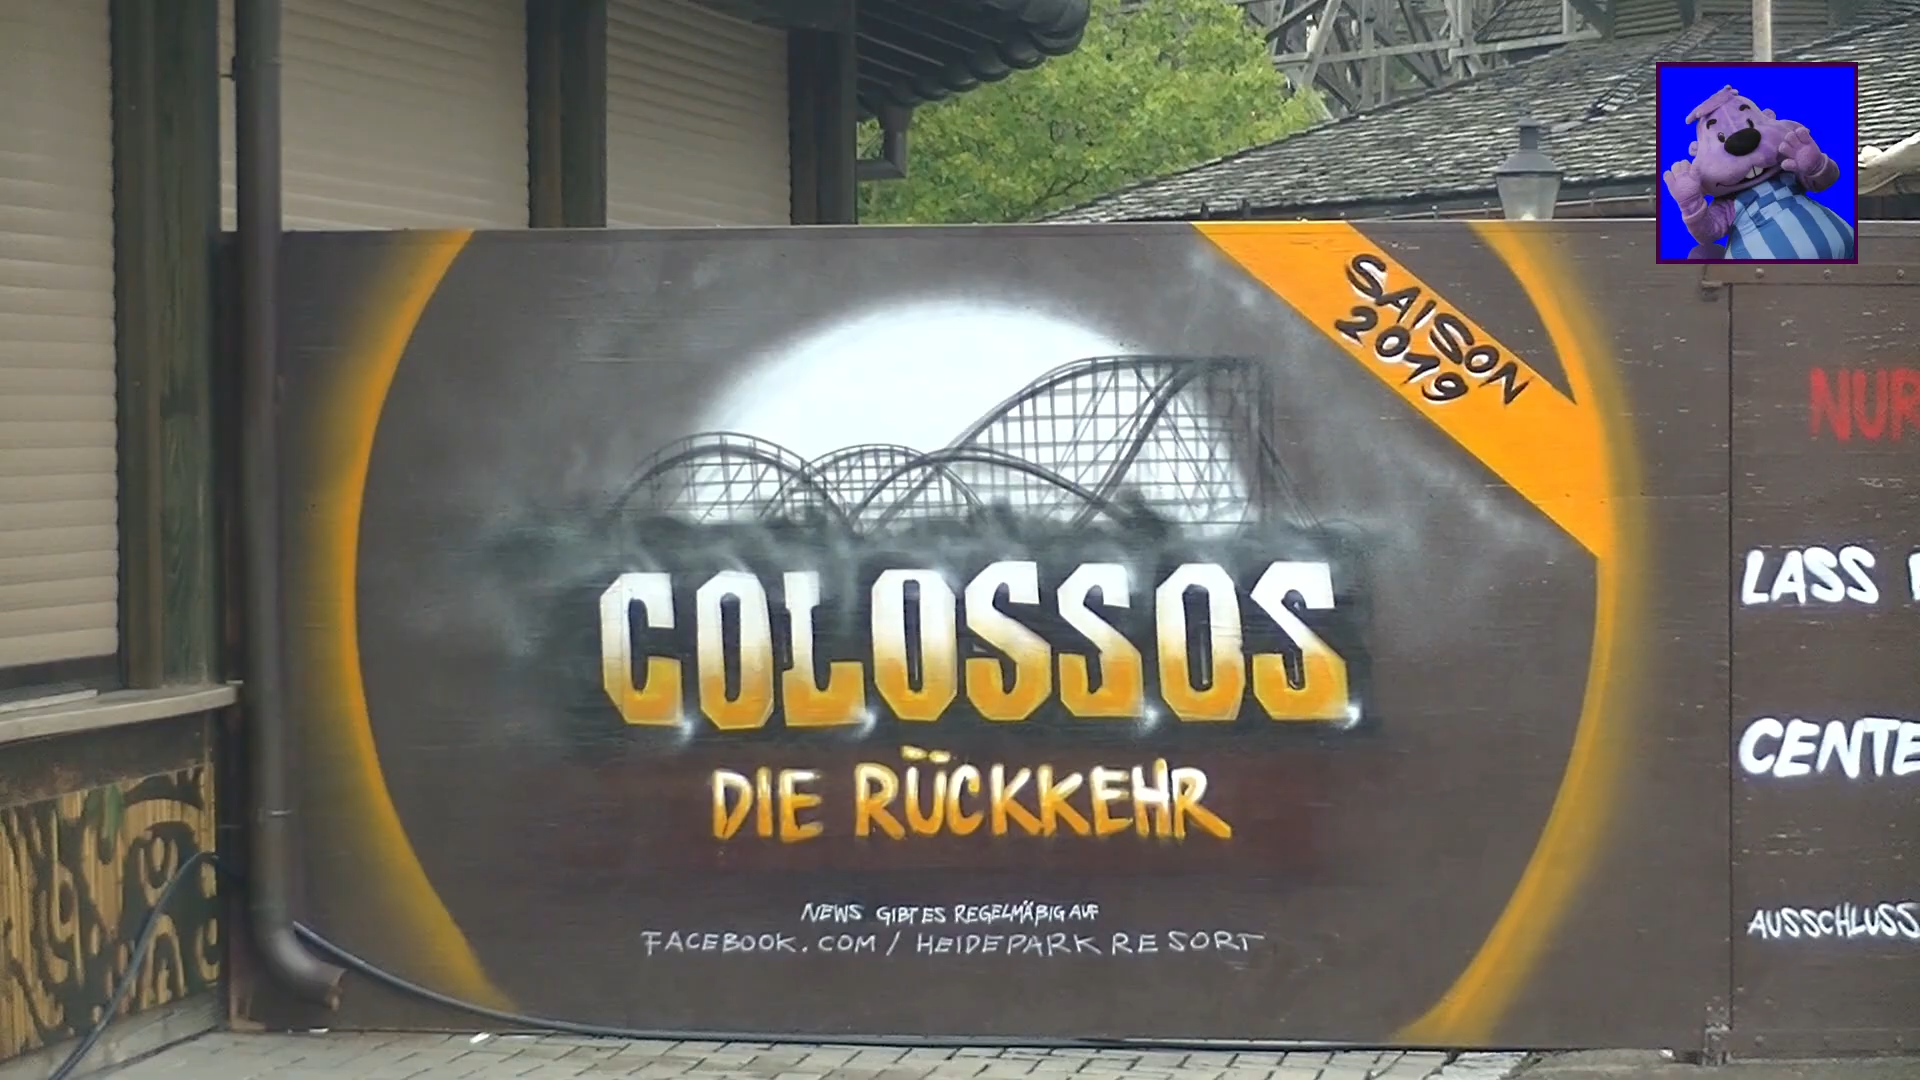 SAISON
2019
COLOSSOS
DIE RÜCKKEHR
NEWS GIBT ES REGELMÄßIG AUF
FACEBOOK.COM/HEIDEPARKRESORT
NUR
LASS
CENTE
AUSSCHLUSS